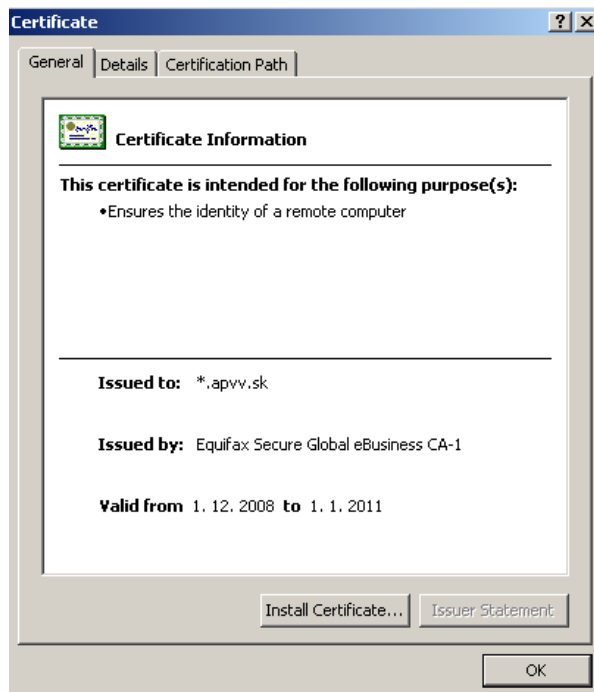 Certificate
General Details Certification Path
Certificate Information
This certificate is intended for the following purpose(s):
•Ensures the identity of a remote computer
Issued to: *.apvv.sk
Issued by: Equifax Secure Global eBusiness CA-1
Valid from 1. 12. 2008 to 1. 1. 2011
Install Certificate... Issuer Statement
OK